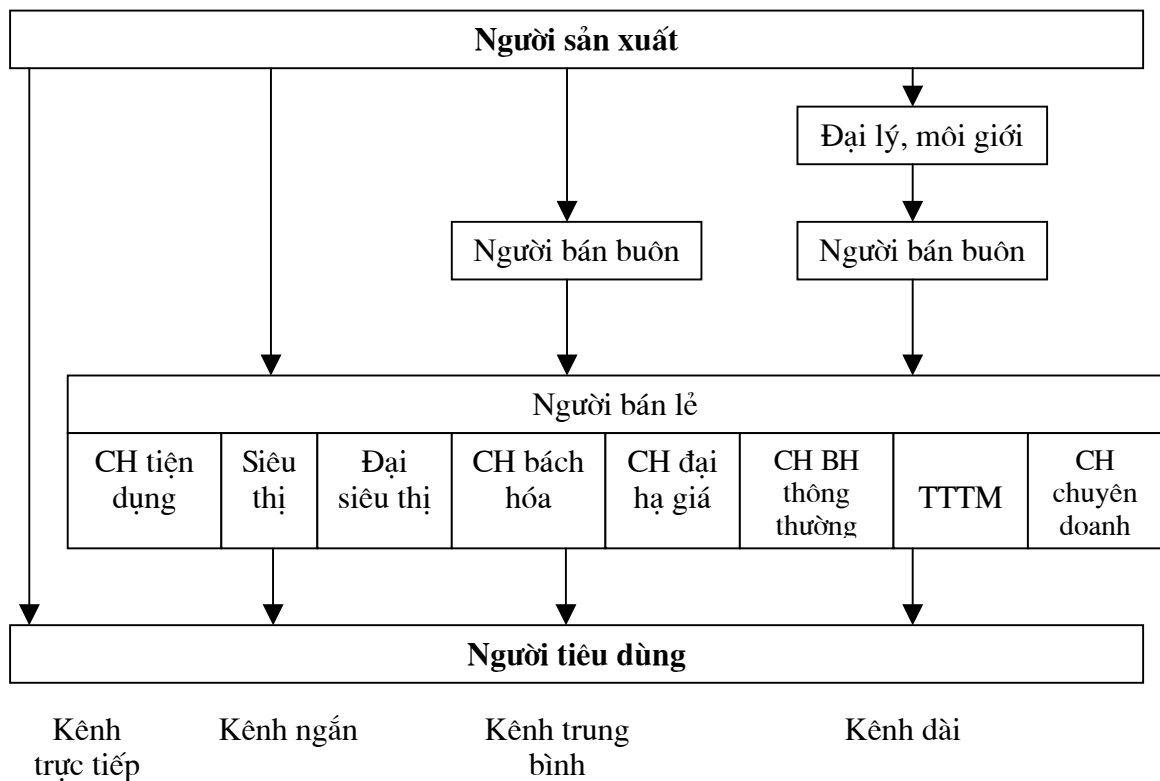 Người sản xuất
Đại lý, môi giới
Người bán buôn
Người bán buôn
Người bán lẻ
CH tiện
dụng
Siêu
thị
Đại
siêu thị
CH bách
hóa
CH đại
hạ giá
CH BH
thông
thường
TTTM
CH
chuyên
doanh
Người tiêu dùng
Kênh
trực tiếp
Kênh ngắn
Kênh trung
bình
Kênh dài